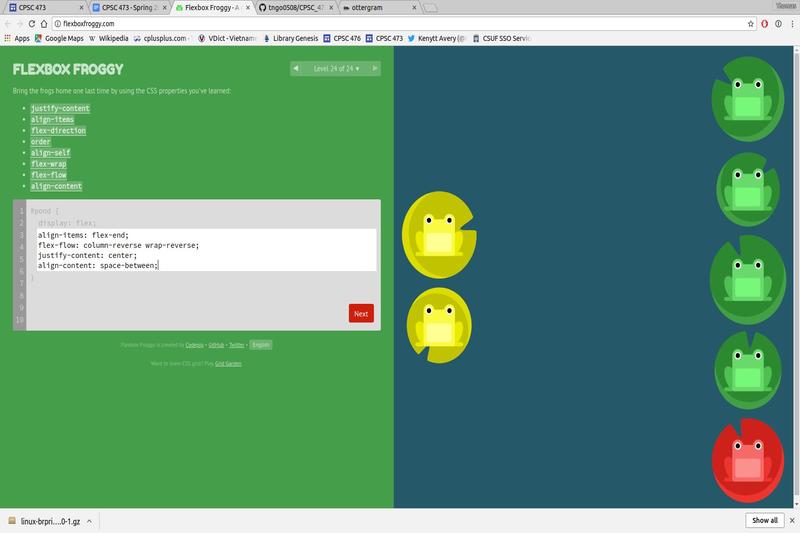 Thomas
CPSC 473
CPSC 473 - Spring 2
Flexbox Froggy - A
tngo0508/CPSC_47
ottergram
flexboxfroggy.com
Apps
Google Maps
Wikipedia
cplusplus.com - T
VDict - Vietname
Library Genesis
CPSC 476
CPSC 473
Kenytt Avery (@
CSUF SSO Servic
FLEXBOX FROGGY
Level 24 of 24 ▾
Bring the frogs home one last time by using the CSS properties you've learned:
justify-content
align-items
flex-direction
order
align-self
flex-wrap
flex-flow
align-content
1 #pond {
2 display: flex;
3 align-items: flex-end;
4 flex-flow: column-reverse wrap-reverse;
5 justify-content: center;
6 align-content: space-between;
7 }
8
9
10
Next
Flexbox Froggy is created by Codepip • GitHub • Twitter • English
Want to learn CSS grid? Play Grid Garden.
linux-brpri....0-1.gz
Show all